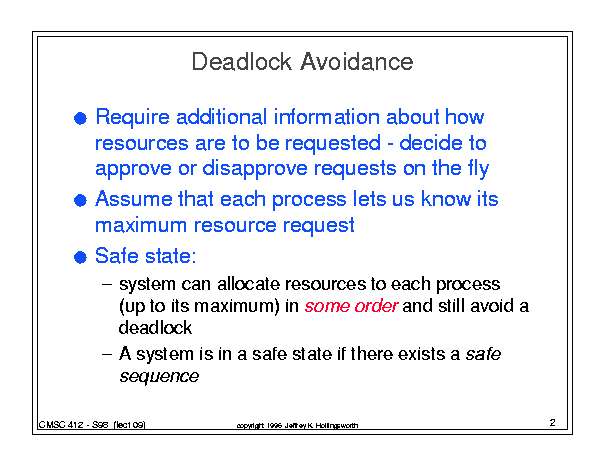 Deadlock Avoidance
● Require additional information about how
resources are to be requested - decide to
approve or disapprove requests on the fly
● Assume that each process lets us know its
maximum resource request
● Safe state:
– system can allocate resources to each process
(up to its maximum) in some order and still avoid a
deadlock
– A system is in a safe state if there exists a safe
sequence
CMSC 412 - S98 (lect 09)
copyright 1996 Jeffrey K. Hollingsworth
2